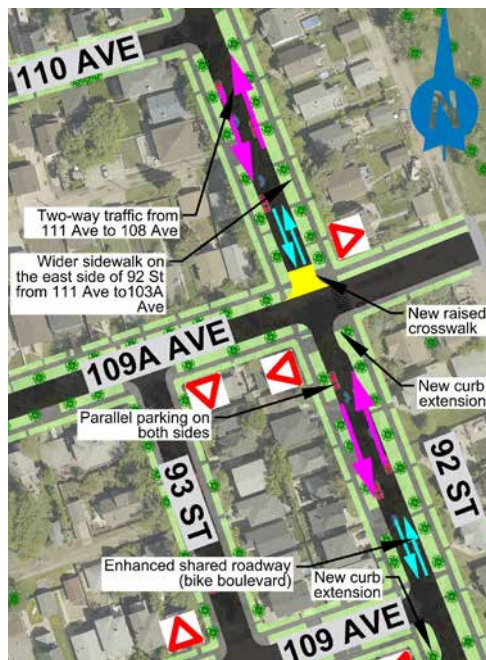 110 AVE
N
Two-way traffic from
111 Ave to 108 Ave
Wider sidewalk on
the east side of 92 St
from 111 Ave to103A
Ave
New raised
crosswalk
109A AVE
New curb
extension
Parallel parking on
both sides
93 ST
92 ST
Enhanced shared roadway
(bike boulevard)
New curb
extension
109 AVE